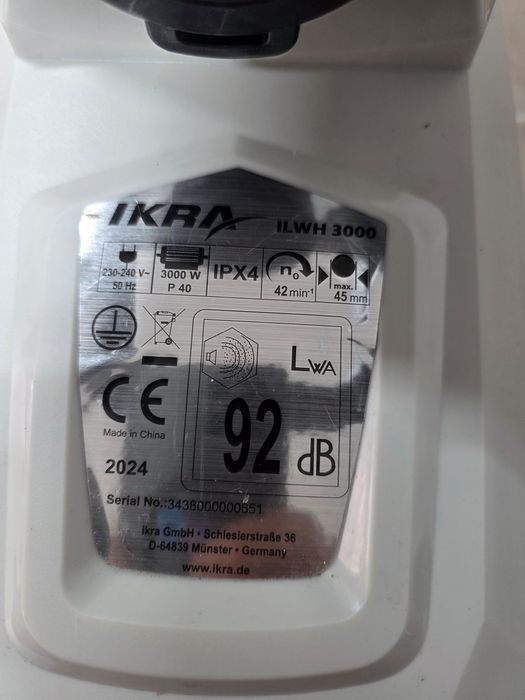 IKRA
ILWH 3000
230-240 V~
50 Hz
3000 W
P 40
IPX4
n₀
42 min⁻¹
max.
45 mm
LWA
92 dB
CE
Made in China
2024
Serial No.:3438000000651
ikra GmbH • Schlesierstraße 36
D-64839 Münster • Germany
www.ikra.de